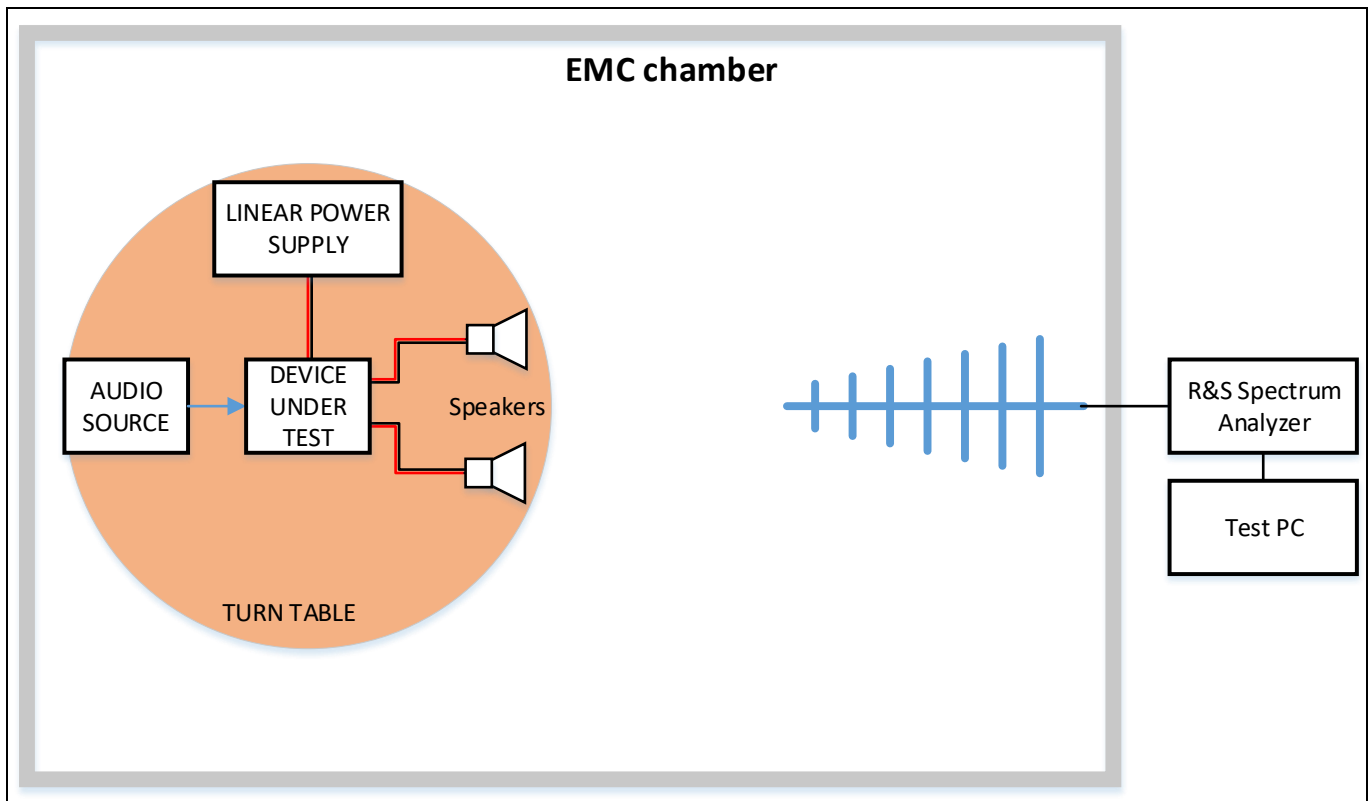 EMC chamber
LINEAR POWER
SUPPLY
AUDIO
SOURCE
DEVICE
UNDER
TEST
Speakers
TURN TABLE
R&S Spectrum
Analyzer
Test PC